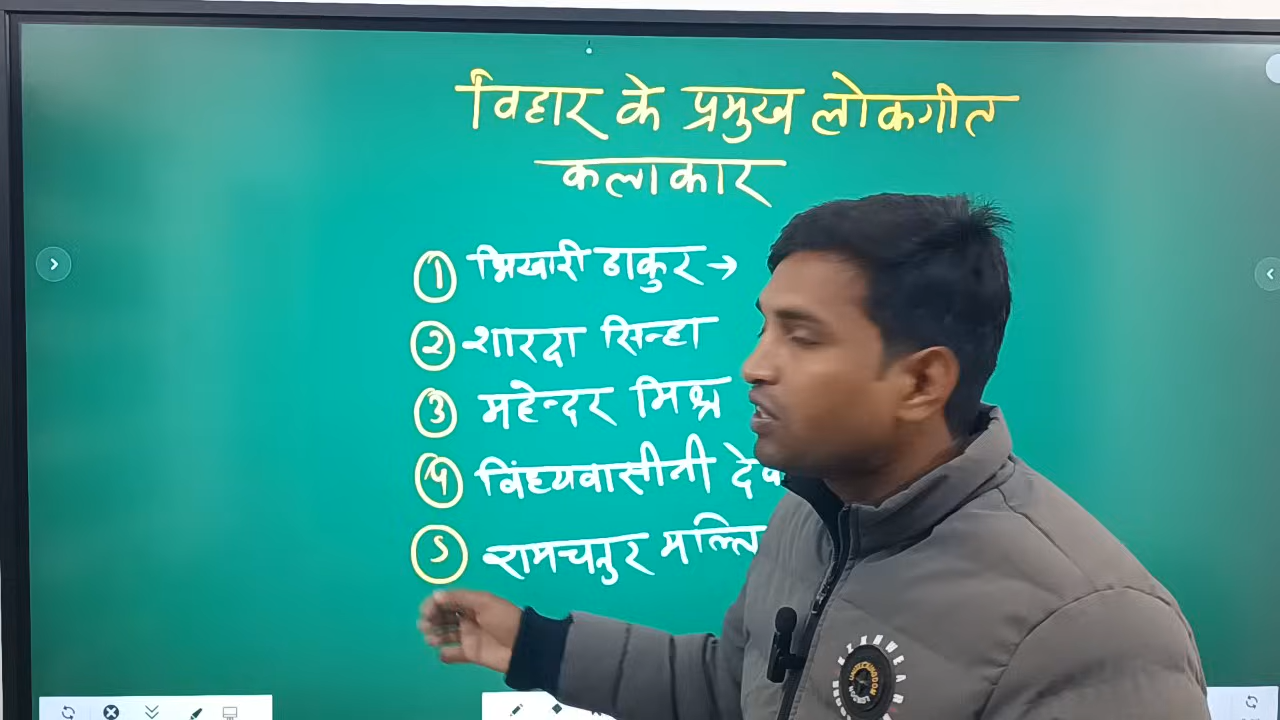 बिहार के प्रमुख लोकगीत
कलाकार
① भिखारी ठाकुर →
② शारदा सिन्हा
③ महेन्दर मिश्र
④ विंध्यवासीनी
⑤ रामचतुर